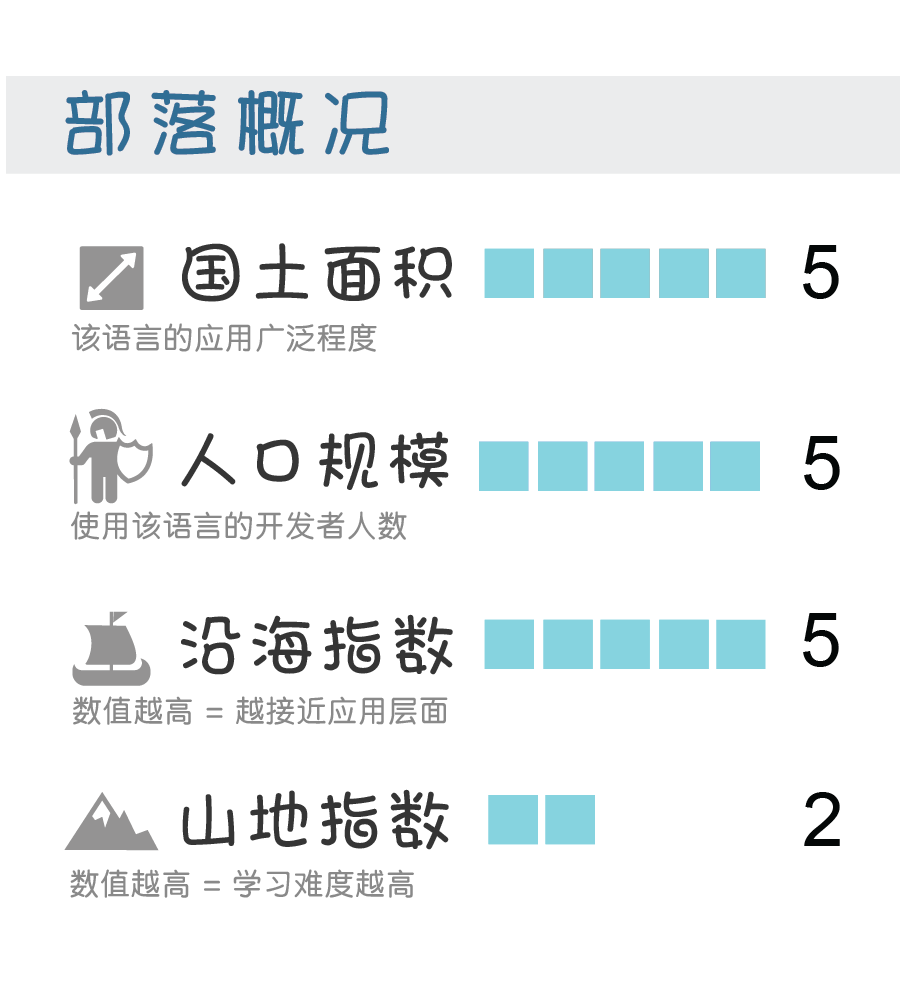 部落概况
国土面积 5
该语言的应用广泛程度
人口规模 5
使用该语言的开发者人数
沿海指数 5
数值越高 = 越接近应用层面
山地指数 2
数值越高 = 学习难度越高